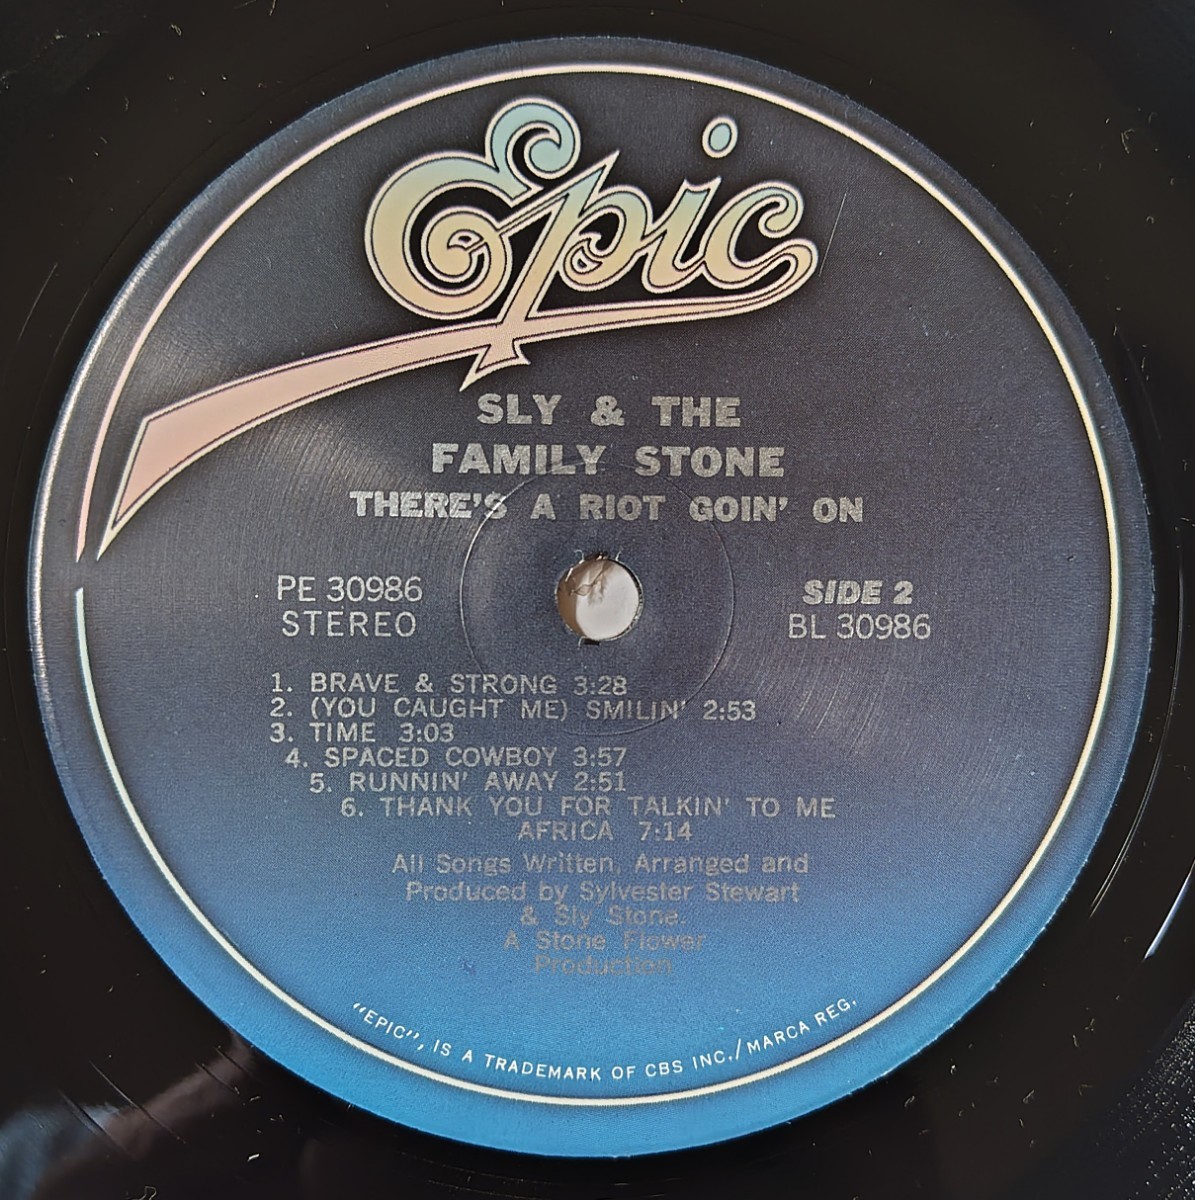 Epic
SLY & THE
FAMILY STONE
THERE'S A RIOT GOIN' ON
PE 30986
STEREO
SIDE 2
BL 30986
1. BRAVE & STRONG 3:28
2. (YOU CAUGHT ME) SMILIN' 2:53
3. TIME 3:03
4. SPACED COWBOY 3:57
5. RUNNIN' AWAY 2:51
6. THANK YOU FOR TALKIN' TO ME
AFRICA 7:14
All Songs Written, Arranged and
Produced by Sylvester Stewart
& Sly Stone.
A Stone Flower
Production
"EPIC", IS A TRADEMARK OF CBS INC./MARCA REG.